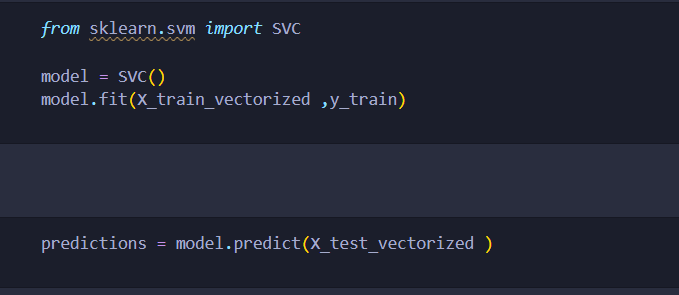 from sklearn.svm import SVC
model = SVC()
model.fit(X_train_vectorized ,y_train)
predictions = model.predict(X_test_vectorized )